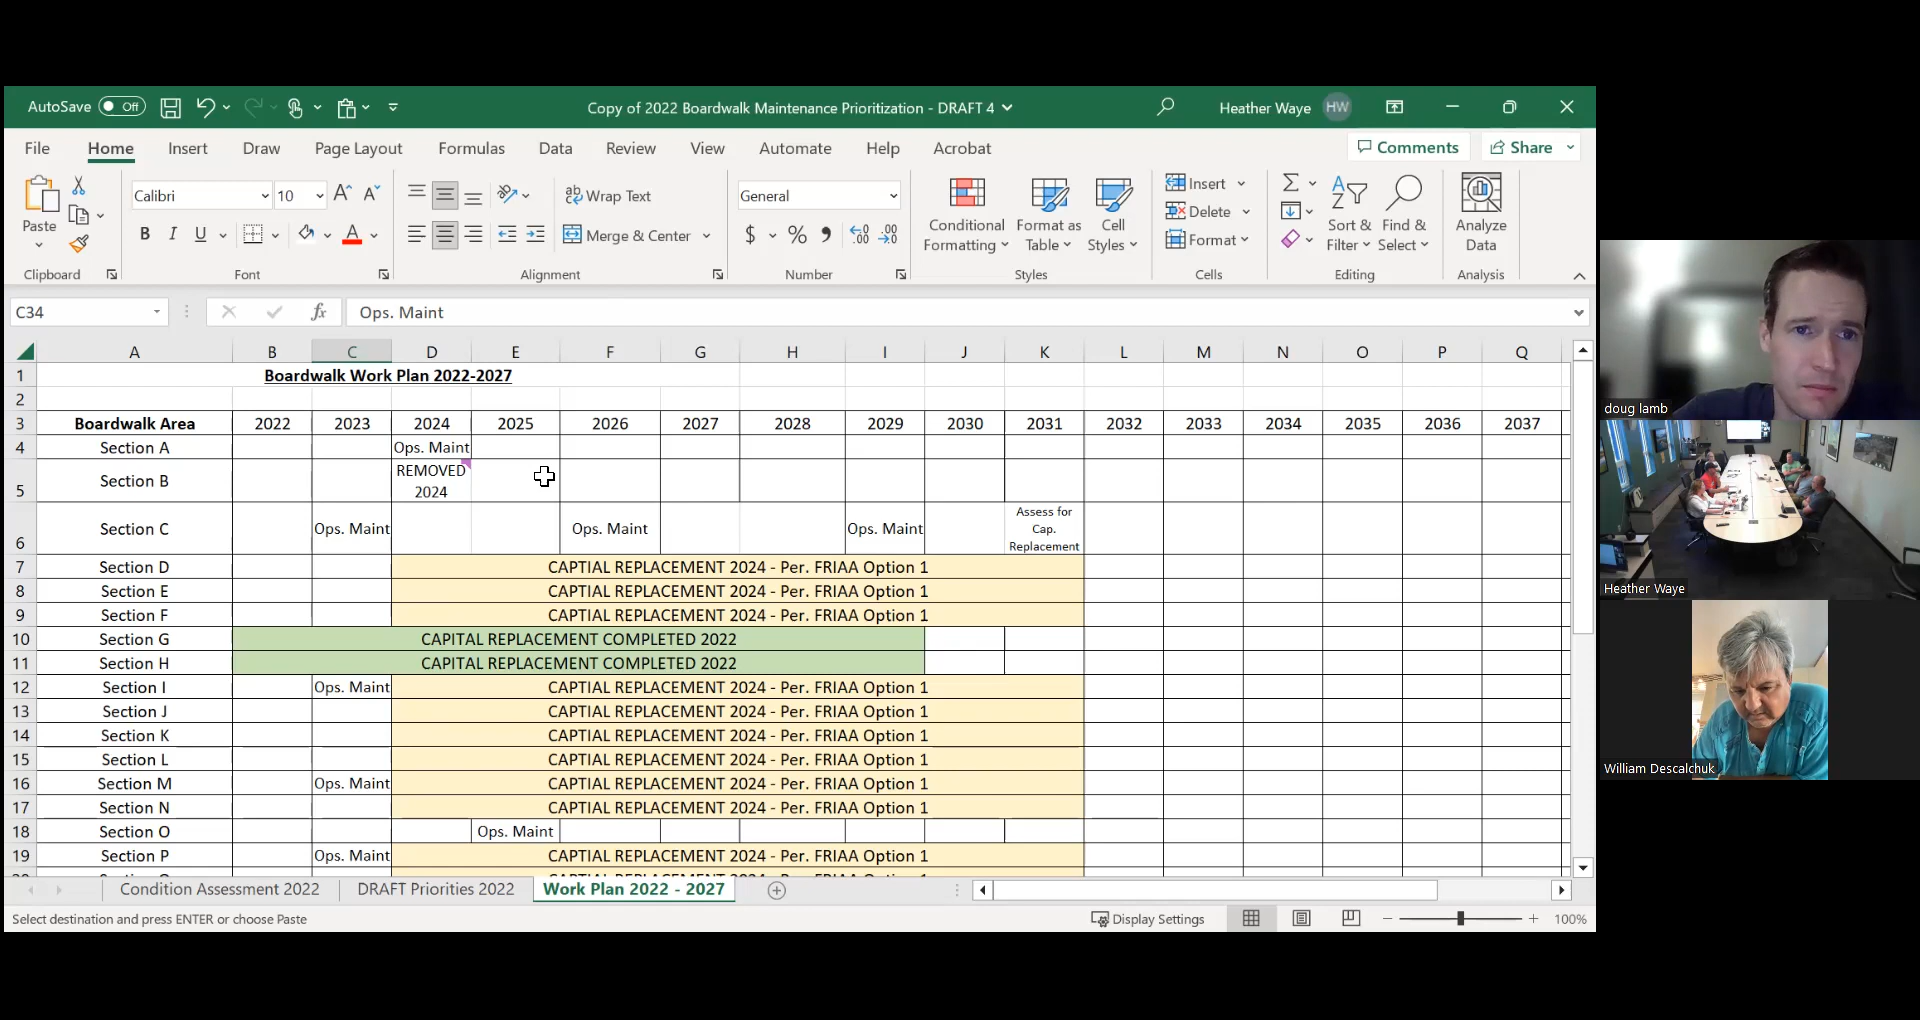 AutoSave Off
Copy of 2022 Boardwalk Maintenance Prioritization - DRAFT 4
Heather Waye HW
File Home Insert Draw Page Layout Formulas Data Review View Automate Help Acrobat
Comments Share
Paste
Calibri 10
B I U A
Wrap Text
Merge & Center
General
$ % 9
Conditional Formatting
Format as Table
Cell Styles
Insert
Delete
Format
Sort & Filter
Find & Select
Analyze Data
Clipboard Font Alignment Number Styles Cells Editing Analysis
C34 fx Ops. Maint
A B C D E F G H I J K L M N O P Q
1 Boardwalk Work Plan 2022-2027
2
3 Boardwalk Area 2022 2023 2024 2025 2026 2027 2028 2029 2030 2031 2032 2033 2034 2035 2036 2037
4 Section A Ops. Maint
5 Section B REMOVED 2024
6 Section C Ops. Maint Ops. Maint Ops. Maint Assess for Cap. Replacement
7 Section D CAPTIAL REPLACEMENT 2024 - Per. FRIAA Option 1
8 Section E CAPTIAL REPLACEMENT 2024 - Per. FRIAA Option 1
9 Section F CAPTIAL REPLACEMENT 2024 - Per. FRIAA Option 1
10 Section G CAPITAL REPLACEMENT COMPLETED 2022
11 Section H CAPITAL REPLACEMENT COMPLETED 2022
12 Section I Ops. Maint CAPTIAL REPLACEMENT 2024 - Per. FRIAA Option 1
13 Section J CAPTIAL REPLACEMENT 2024 - Per. FRIAA Option 1
14 Section K CAPTIAL REPLACEMENT 2024 - Per. FRIAA Option 1
15 Section L CAPTIAL REPLACEMENT 2024 - Per. FRIAA Option 1
16 Section M Ops. Maint CAPTIAL REPLACEMENT 2024 - Per. FRIAA Option 1
17 Section N CAPTIAL REPLACEMENT 2024 - Per. FRIAA Option 1
18 Section O Ops. Maint
19 Section P Ops. Maint CAPTIAL REPLACEMENT 2024 - Per. FRIAA Option 1
Condition Assessment 2022 DRAFT Priorities 2022 Work Plan 2022 - 2027
Select destination and press ENTER or choose Paste
Display Settings
100%
doug lamb
Heather Waye
William Descalchuk